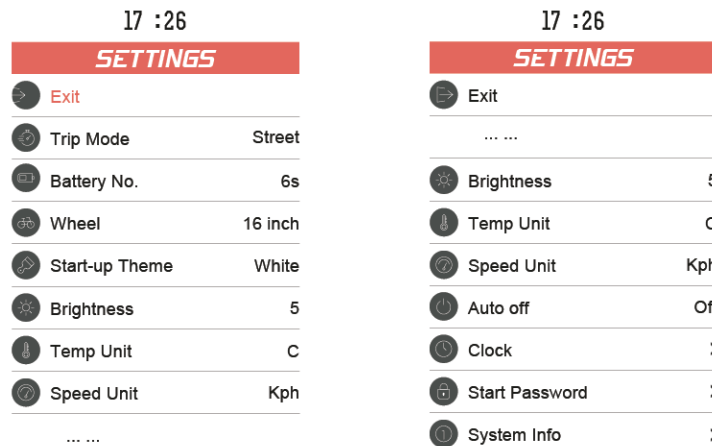 17 :26
SETTINGS
Exit
Trip Mode Street
Battery No. 6s
Wheel 16 inch
Start-up Theme White
Brightness 5
Temp Unit C
Speed Unit Kph
... ...
17 :26
SETTINGS
Exit
... ...
Brightness 5
Temp Unit C
Speed Unit Kph
Auto off
Clock
Start Password
System Info